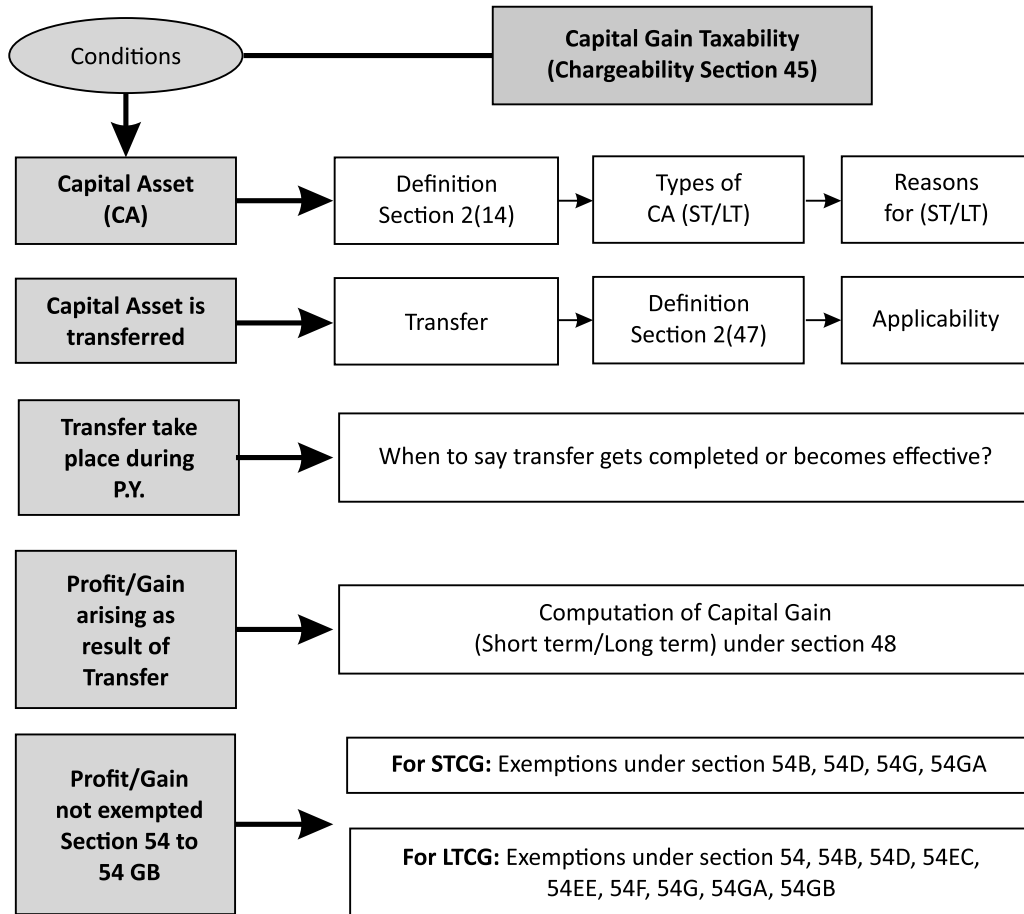 Conditions
Capital Gain Taxability
(Chargeability Section 45)
Capital Asset
(CA)
Definition
Section 2(14)
Types of
CA (ST/LT)
Reasons
for (ST/LT)
Capital Asset is
transferred
Transfer
Definition
Section 2(47)
Applicability
Transfer take
place during
P.Y.
When to say transfer gets completed or becomes effective?
Profit/Gain
arising as
result of
Transfer
Computation of Capital Gain
(Short term/Long term) under section 48
Profit/Gain
not exempted
Section 54 to
54 GB
For STCG: Exemptions under section 54B, 54D, 54G, 54GA
For LTCG: Exemptions under section 54, 54B, 54D, 54EC,
54EE, 54F, 54G, 54GA, 54GB